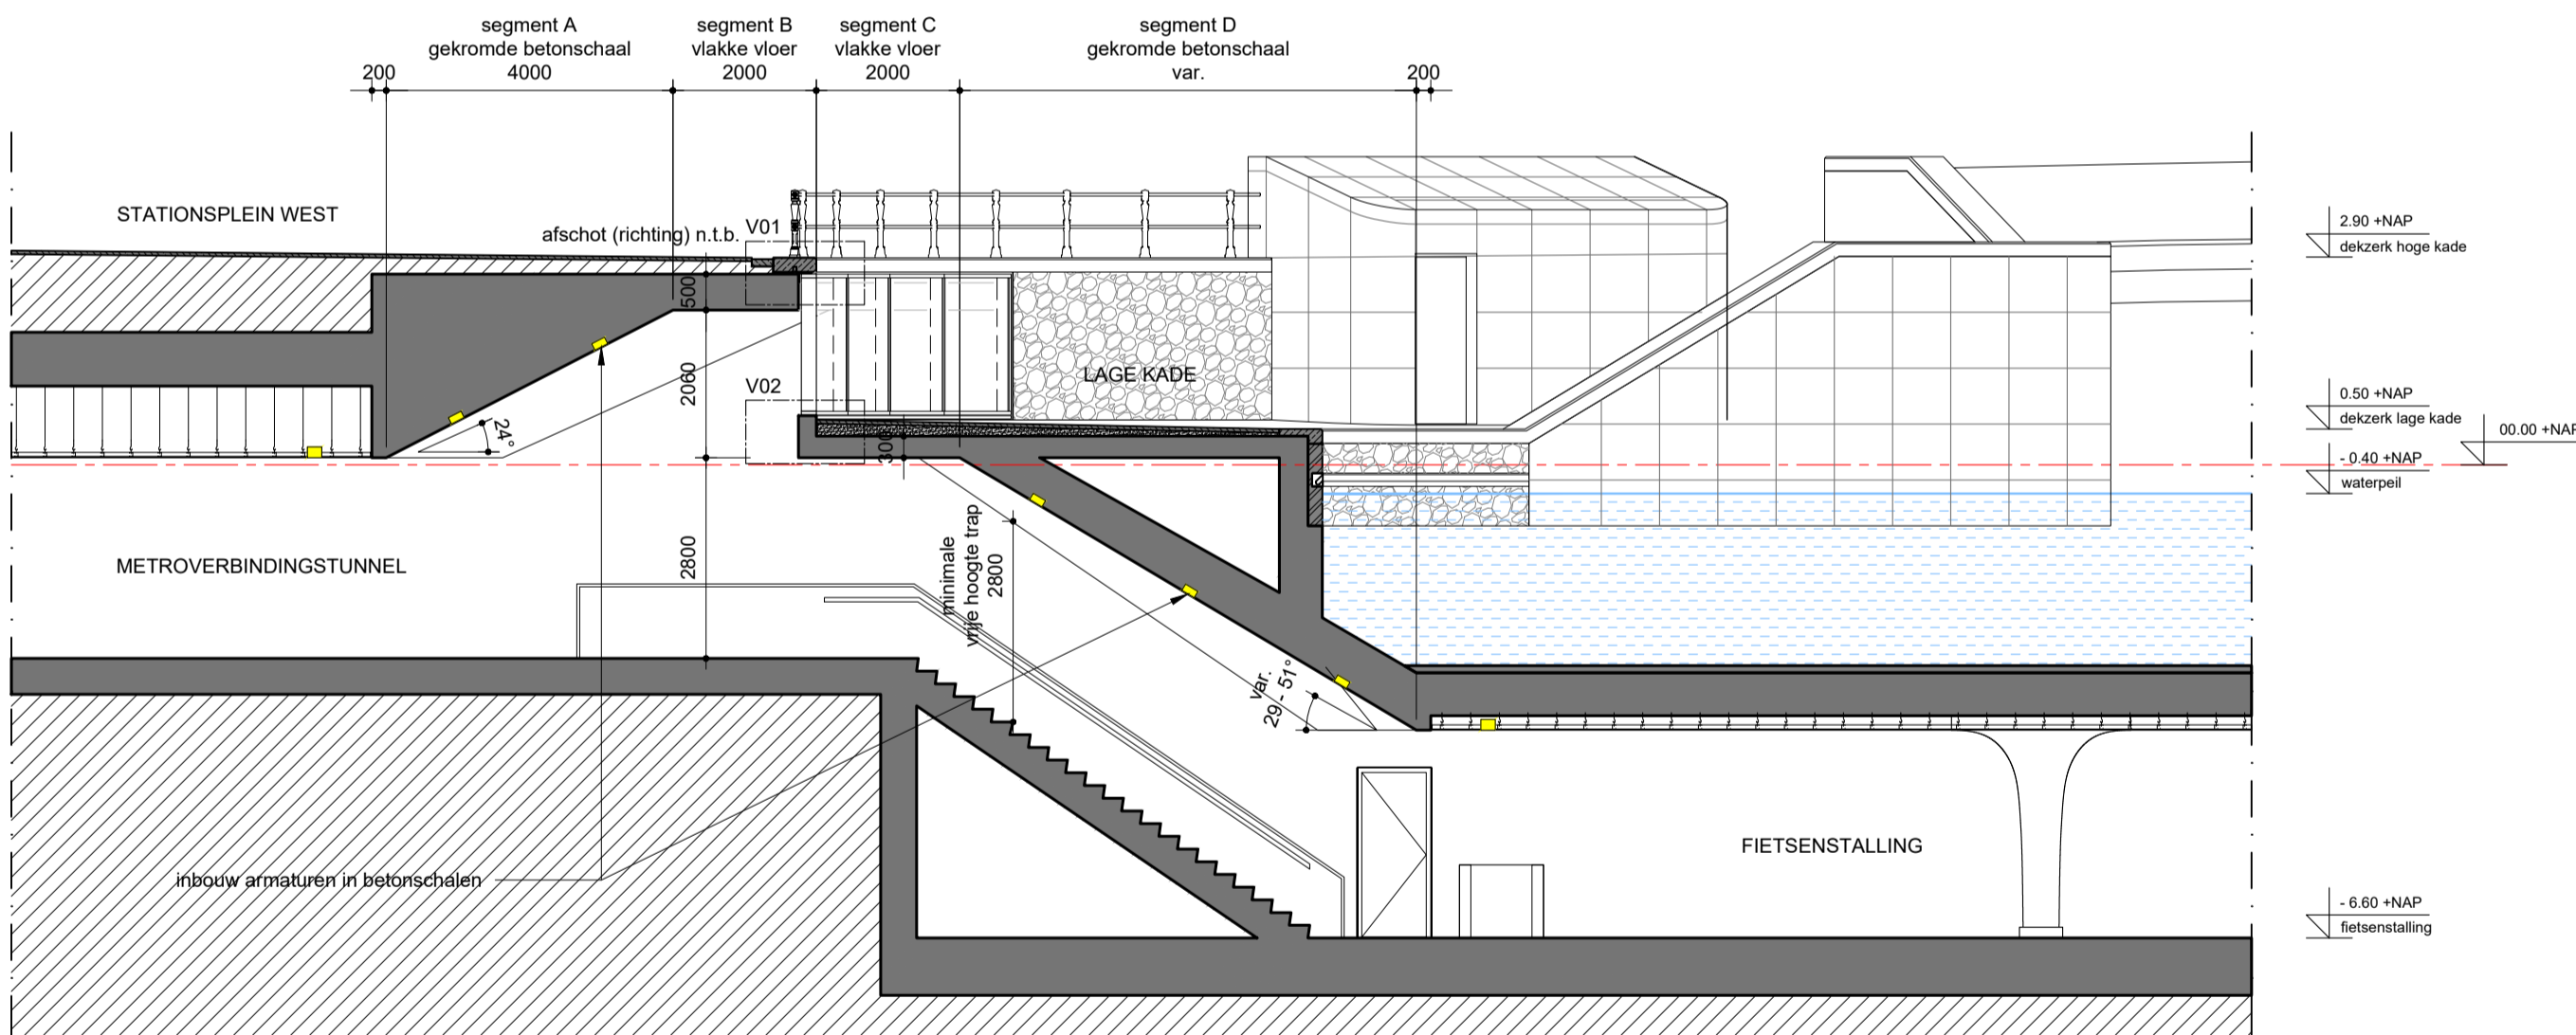 segment A
gekromde betonschaal
200
4000
segment B
vlakke vloer
2000
segment C
vlakke vloer
2000
segment D
gekromde betonschaal
var.
200
STATIONSPLEIN WEST
afschot (richting) n.t.b.
V01
2.90 +NAP
dekzerk hoge kade
500
2060
V02
LAGE KADE
24°
300
0.50 +NAP
dekzerk lage kade
00.00 +NAP
- 0.40 +NAP
waterpeil
METROVERBINDINGSTUNNEL
2800
minimale
vrije hoogte trap
2800
var.
29 - 51°
inbouw armaturen in betonschalen
FIETSENSTALLING
- 6.60 +NAP
fietsenstalling